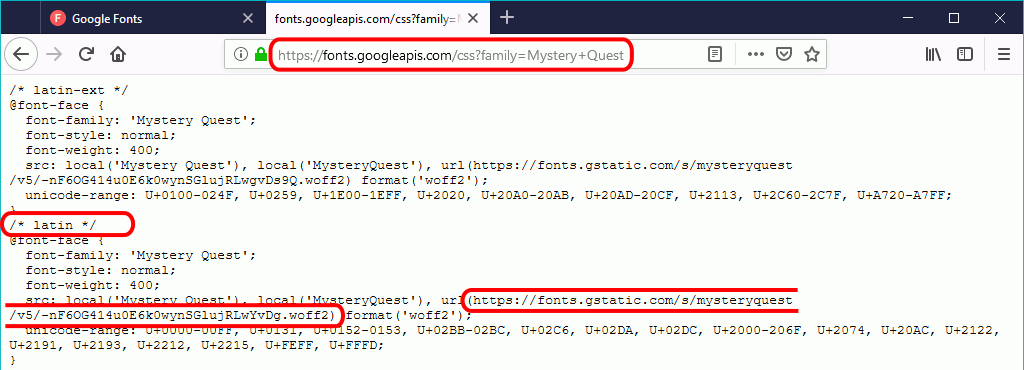 F Google Fonts
fonts.googleapis.com/css?family=M
https://fonts.googleapis.com/css?family=Mystery+Quest
/* latin-ext */
@font-face {
  font-family: 'Mystery Quest';
  font-style: normal;
  font-weight: 400;
  src: local('Mystery Quest'), local('MysteryQuest'), url(https://fonts.gstatic.com/s/mysteryquest
/v5/-nF6OG414u0E6k0wynSGlujRLwgvDs9Q.woff2) format('woff2');
  unicode-range: U+0100-024F, U+0259, U+1E00-1EFF, U+2020, U+20A0-20AB, U+20AD-20CF, U+2113, U+2C60-2C7F, U+A720-A7FF;
}
/* latin */
@font-face {
  font-family: 'Mystery Quest';
  font-style: normal;
  font-weight: 400;
  src: local('Mystery Quest'), local('MysteryQuest'), url(https://fonts.gstatic.com/s/mysteryquest
/v5/-nF6OG414u0E6k0wynSGlujRLwYvDg.woff2) format('woff2');
  unicode-range: U+0000-00FF, U+0131, U+0152-0153, U+02BB-02BC, U+02C6, U+02DA, U+02DC, U+2000-206F, U+2074, U+20AC, U+2122,
U+2191, U+2193, U+2212, U+2215, U+FEFF, U+FFFD;
}